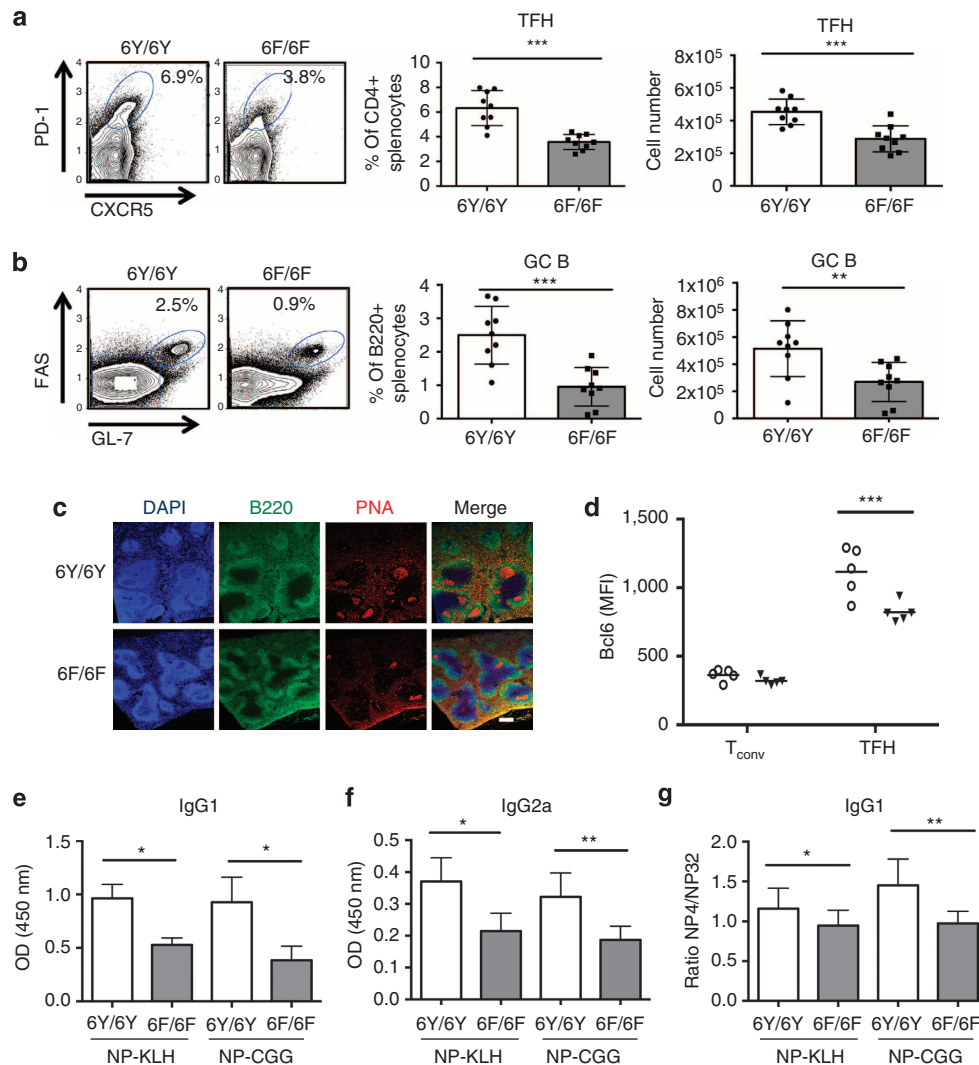 a
6Y/6Y 6F/6F
4
3
2
1
0
6.9%
4
3
2
1
0
3.8%
PD-1
CXCR5
TFH
***
% Of CD4+
splenocytes
10
8
6
4
2
0
6Y/6Y 6F/6F
TFH
***
Cell number
8x10⁵
6x10⁵
4x10⁵
2x10⁵
0
6Y/6Y 6F/6F
b
6Y/6Y 6F/6F
4
3
2
1
0
2.5%
4
3
2
1
0
0.9%
FAS
GL-7
GC B
***
% Of B220+
splenocytes
4
3
2
1
0
6Y/6Y 6F/6F
GC B
**
Cell number
1x10⁶
8x10⁵
6x10⁵
4x10⁵
2x10⁵
0
6Y/6Y 6F/6F
c
DAPI B220 PNA Merge
6Y/6Y
6F/6F
d
***
Bcl6 (MFI)
1,500
1,000
500
0
Tconv TFH
e
IgG1
* *
OD (450 nm)
1.5
1.0
0.5
0.0
6Y/6Y 6F/6F 6Y/6Y 6F/6F
NP-KLH NP-CGG
f
IgG2a
* **
OD (450 nm)
0.5
0.4
0.3
0.2
0.1
0.0
6Y/6Y 6F/6F 6Y/6Y 6F/6F
NP-KLH NP-CGG
g
IgG1
* **
Ratio NP4/NP32
2.0
1.5
1.0
0.5
0.0
6Y/6Y 6F/6F 6Y/6Y 6F/6F
NP-KLH NP-CGG